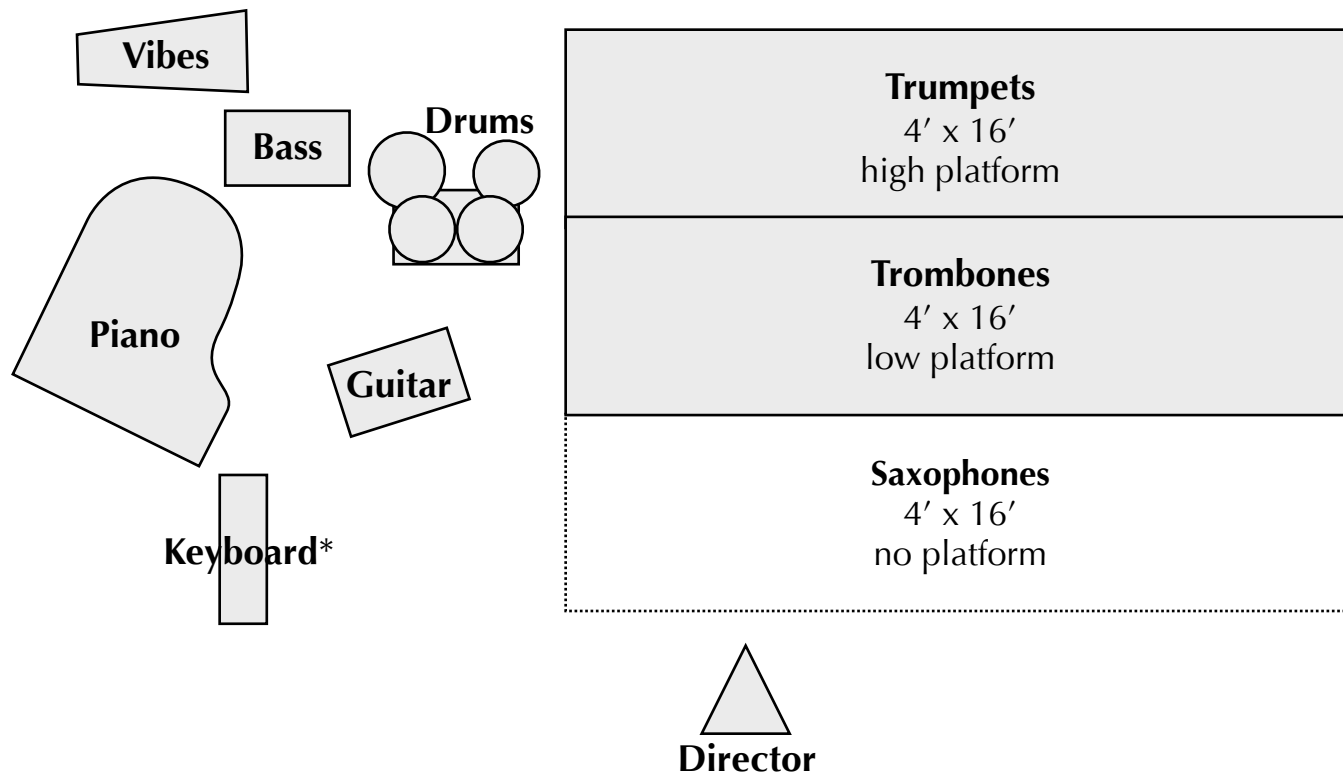 Vibes
Bass
Drums
Piano
Guitar
Keyboard*
Trumpets
4′ x 16′
high platform
Trombones
4′ x 16′
low platform
Saxophones
4′ x 16′
no platform
Director